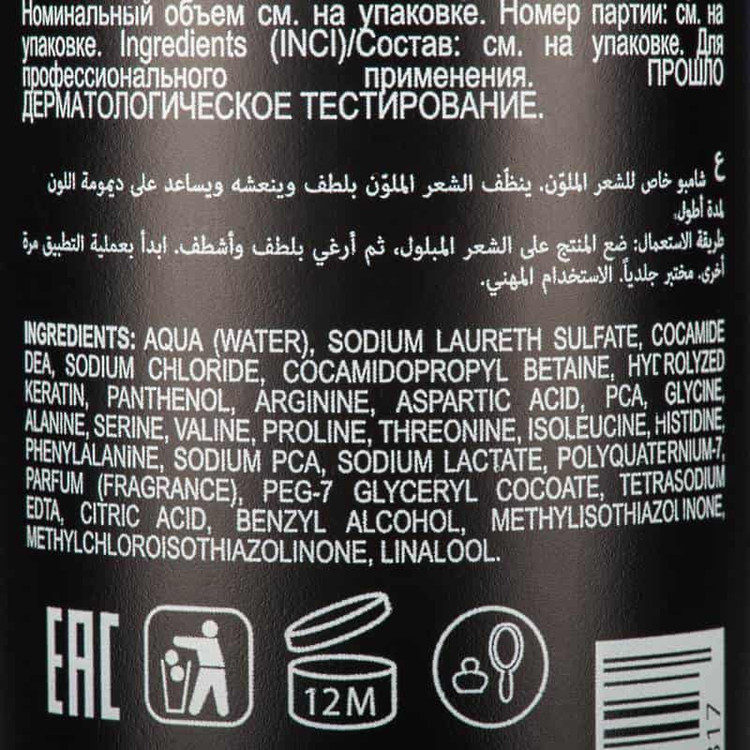 Номинальный объем см. на упаковке. Номер партии: см. на
упаковке. Ingredients (INCI)/Состав: см. на упаковке. Для
профессионального применения. ПРОШЛО
ДЕРМАТОЛОГИЧЕСКОЕ ТЕСТИРОВАНИЕ.
ع شامبو خاص للشعر الملوّن. ينظّف الشعر الملوّن بلطف وينعشه ويساعد على ديمومة اللون
لمدة أطول.
طريقة الاستعمال: ضع المنتج على الشعر المبلول، ثم أرغي بلطف وأشطف. ابدأ بعملية التطبيق مرة
أخرى. مختبر جلدياً. الاستخدام المهني.
INGREDIENTS: AQUA (WATER), SODIUM LAURETH SULFATE, COCAMIDE
DEA, SODIUM CHLORIDE, COCAMIDOPROPYL BETAINE, HYDROLYZED
KERATIN, PANTHENOL, ARGININE, ASPARTIC ACID, PCA, GLYCINE,
ALANINE, SERINE, VALINE, PROLINE, THREONINE, ISOLEUCINE, HISTIDINE,
PHENYLALANINE, SODIUM PCA, SODIUM LACTATE, POLYQUATERNIUM-7,
PARFUM (FRAGRANCE), PEG-7 GLYCERYL COCOATE, TETRASODIUM
EDTA, CITRIC ACID, BENZYL ALCOHOL, METHYLISOTHIAZOLINONE,
METHYLCHLOROISOTHIAZOLINONE, LINALOOL.
EAC
12M